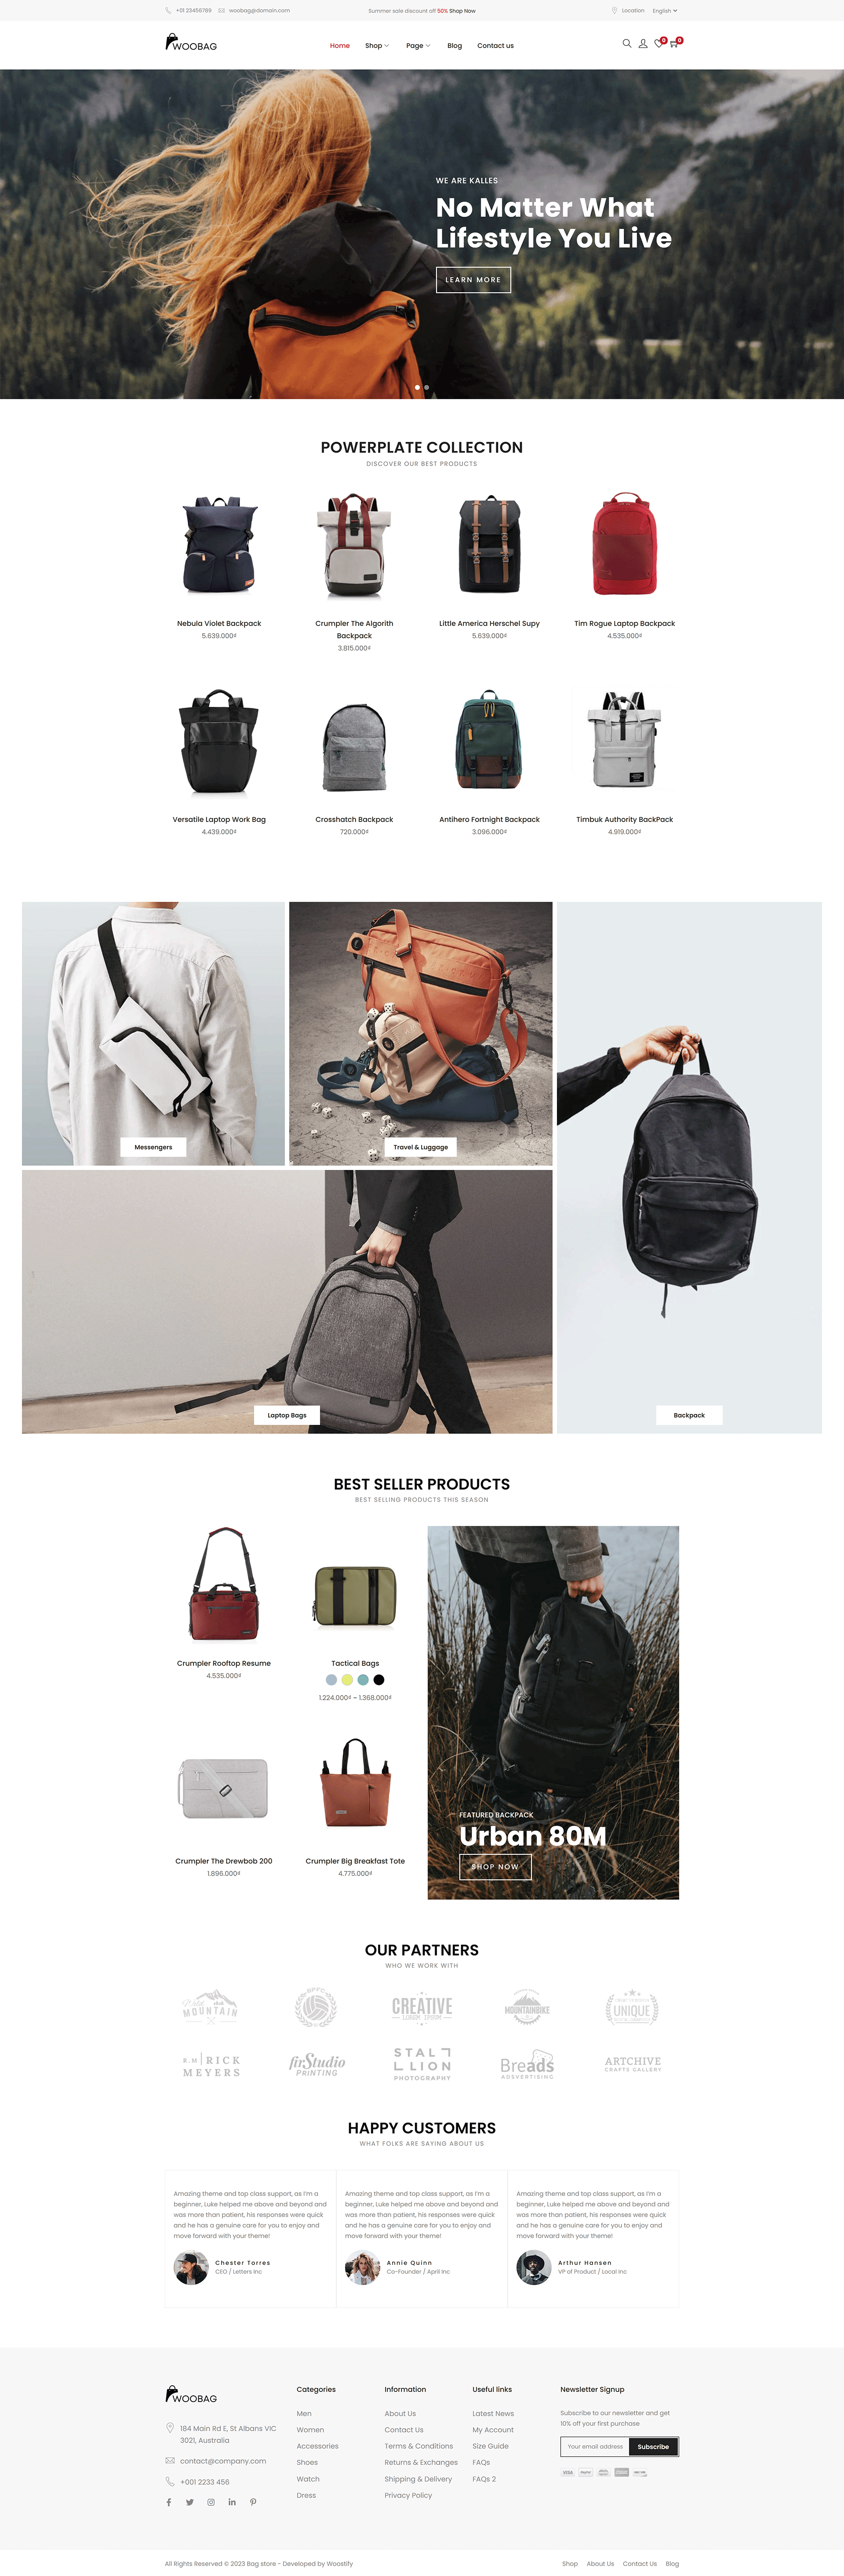 +01 23456789 woobag@domain.com Summer sale discount off 50% Shop Now Location English
WOOBAG Home Shop Page Blog Contact us 0 0
WE ARE KALLES
No Matter What
Lifestyle You Live
LEARN MORE
POWERPLATE COLLECTION
DISCOVER OUR BEST PRODUCTS
Nebula Violet Backpack
5.639.000₫
Crumpler The Algorith
Backpack
3.815.000₫
Little America Herschel Supy
5.639.000₫
Tim Rogue Laptop Backpack
4.535.000₫
Versatile Laptop Work Bag
4.439.000₫
Crosshatch Backpack
720.000₫
Antihero Fortnight Backpack
3.096.000₫
Timbuk Authority BackPack
4.919.000₫
Messengers
Travel & Luggage
Laptop Bags
Backpack
BEST SELLER PRODUCTS
BEST SELLING PRODUCTS THIS SEASON
Crumpler Rooftop Resume
4.535.000₫
Tactical Bags
1.224.000₫ – 1.368.000₫
Crumpler The Drewbob 200
1.896.000₫
Crumpler Big Breakfast Tote
4.775.000₫
FEATURED BACKPACK
Urban 80M
SHOP NOW
OUR PARTNERS
WHO WE WORK WITH
MOUNTAIN
CREATIVE
LOREM IPSUM
MOUNTAINBIKE
UNIQUE
R.M RICK
MEYERS
firStudio
PRINTING
STAL
LION
PHOTOGRAPHY
Breads
ADSVERTISING
ARTCHIVE
CRAFTS GALLERY
HAPPY CUSTOMERS
WHAT FOLKS ARE SAYING ABOUT US
Amazing theme and top class support, as I'm a
beginner, Luke helped me above and beyond and
was more than patient, his responses were quick
and he has a genuine care for you to enjoy and
move forward with your theme!
Chester Torres
CEO / Letters Inc
Amazing theme and top class support, as I'm a
beginner, Luke helped me above and beyond and
was more than patient, his responses were quick
and he has a genuine care for you to enjoy and
move forward with your theme!
Annie Quinn
Co-Founder / April Inc
Amazing theme and top class support, as I'm a
beginner, Luke helped me above and beyond and
was more than patient, his responses were quick
and he has a genuine care for you to enjoy and
move forward with your theme!
Arthur Hansen
VP of Product / Local Inc
WOOBAG
184 Main Rd E, St Albans VIC
3021, Australia
contact@company.com
+001 2233 456
Categories
Men
Women
Accessories
Shoes
Watch
Dress
Information
About Us
Contact Us
Terms & Conditions
Returns & Exchanges
Shipping & Delivery
Privacy Policy
Useful links
Latest News
My Account
Size Guide
FAQs
FAQs 2
Newsletter Signup
Subscribe to our newsletter and get
10% off your first purchase
Your email address Subscribe
VISA
All Rights Reserved © 2023 Bag store - Developed by Woostify
Shop About Us Contact Us Blog